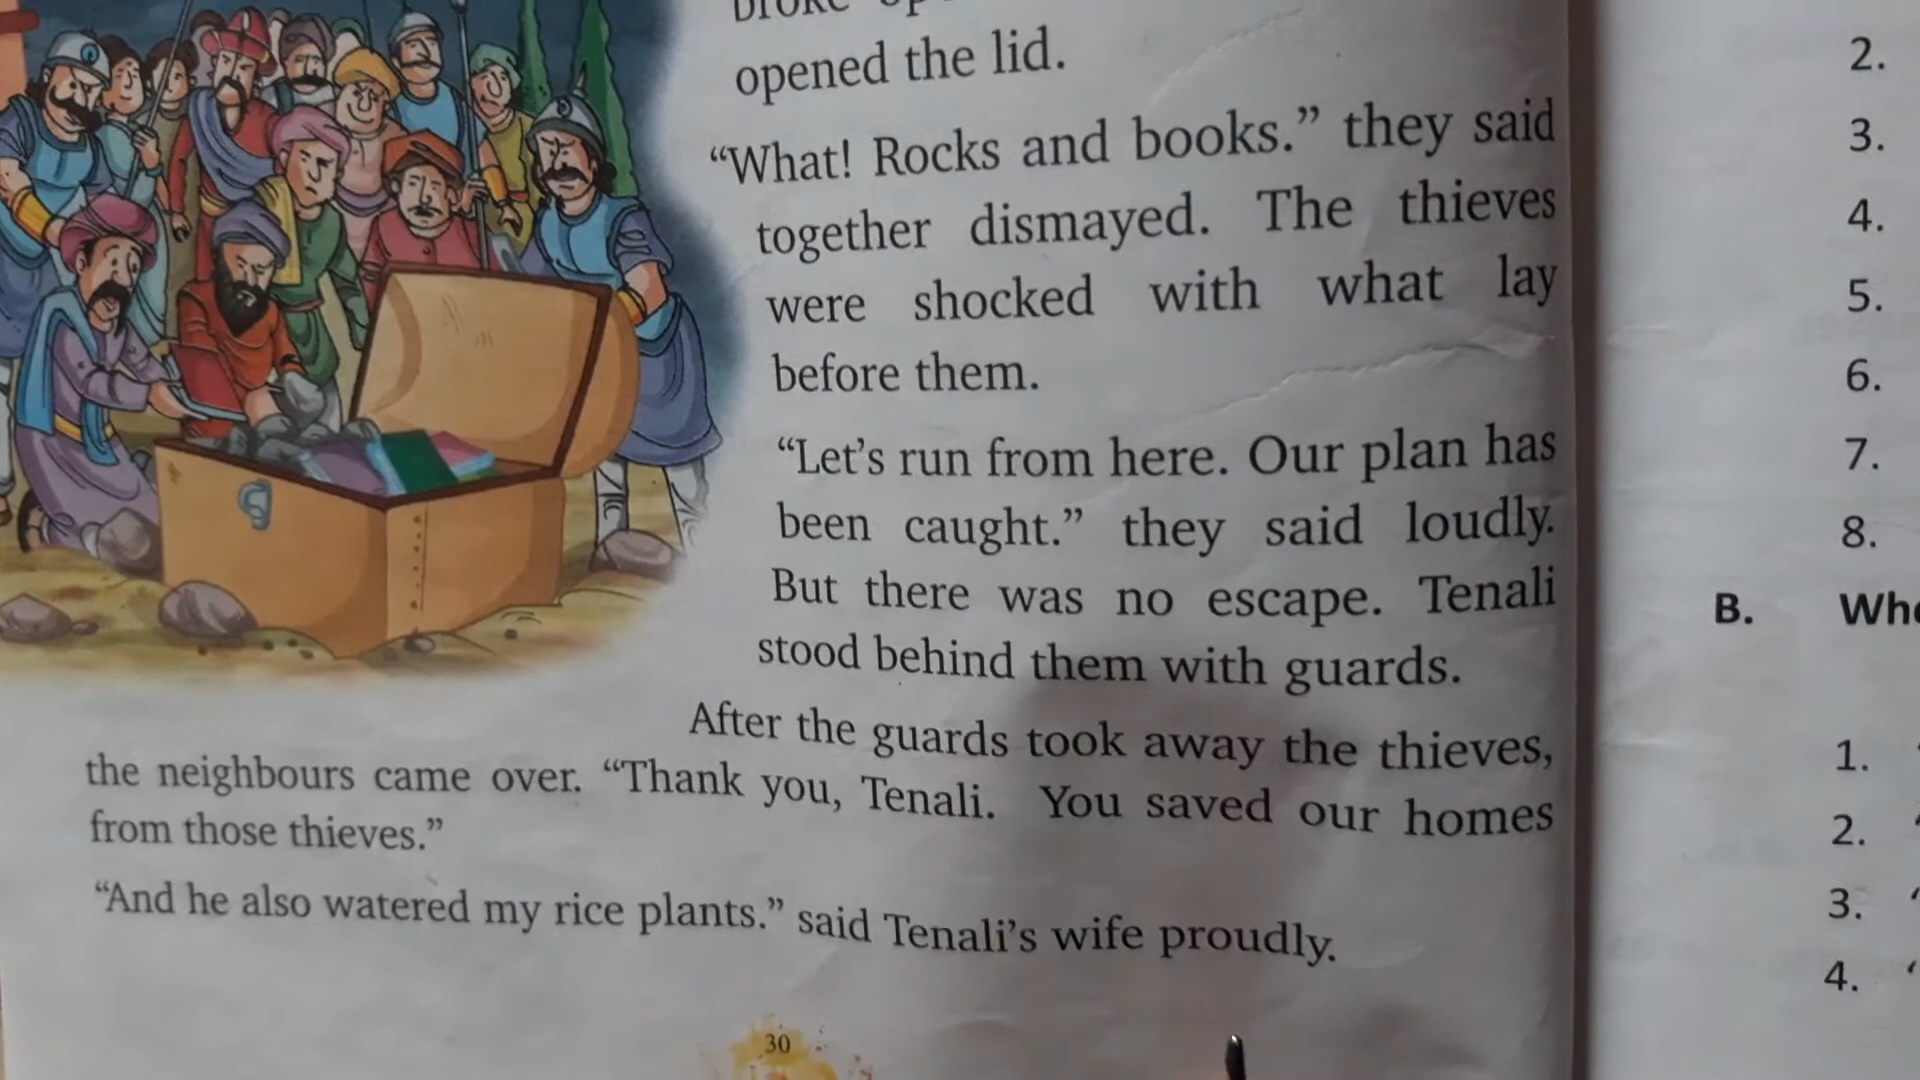 opened the lid.
“What! Rocks and books.” they said
together dismayed. The thieves
were shocked with what lay
before them.
“Let’s run from here. Our plan has
been caught.” they said loudly.
But there was no escape. Tenali
stood behind them with guards.
After the guards took away the thieves,
the neighbours came over. “Thank you, Tenali. You saved our homes
from those thieves.”
“And he also watered my rice plants.” said Tenali’s wife proudly.
30
2.
3.
4.
5.
6.
7.
8.
B.
1.
2.
3.
4.